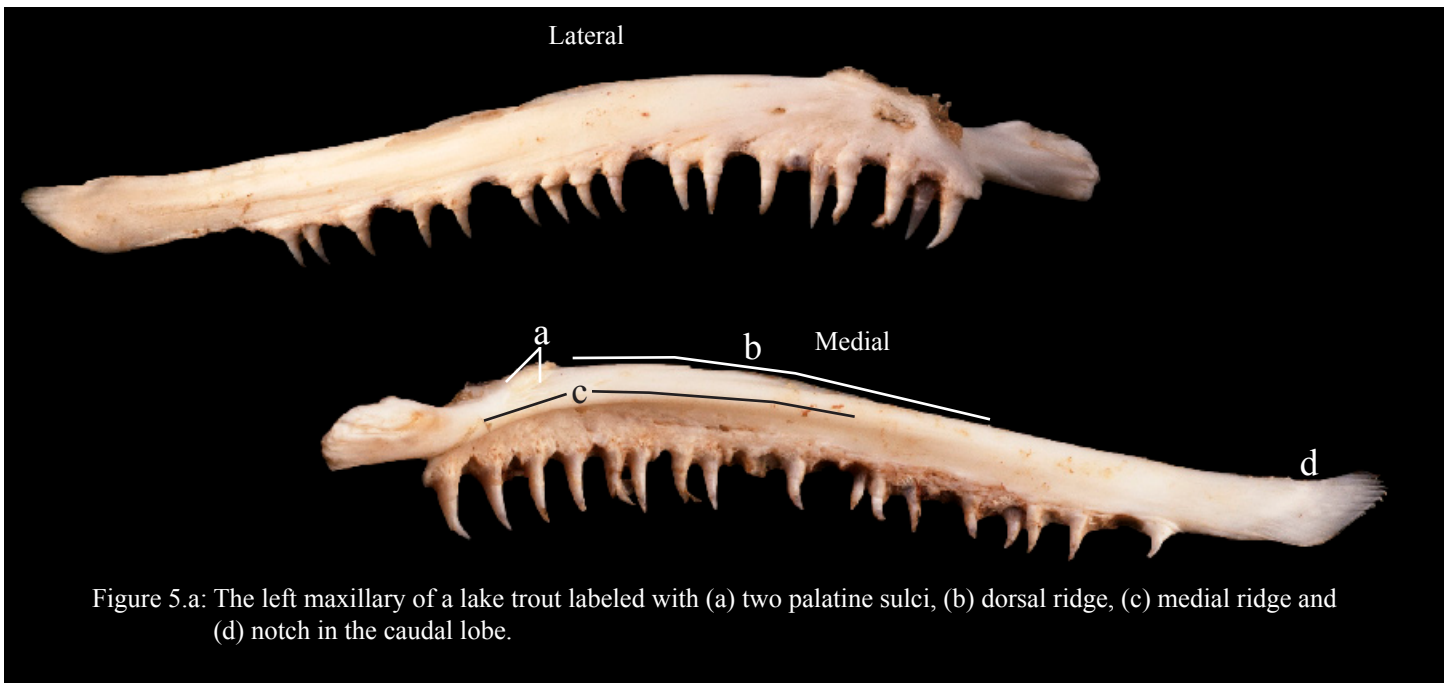 Lateral
a
b
Medial
c
d
Figure 5.a: The left maxillary of a lake trout labeled with (a) two palatine sulci, (b) dorsal ridge, (c) medial ridge and
(d) notch in the caudal lobe.